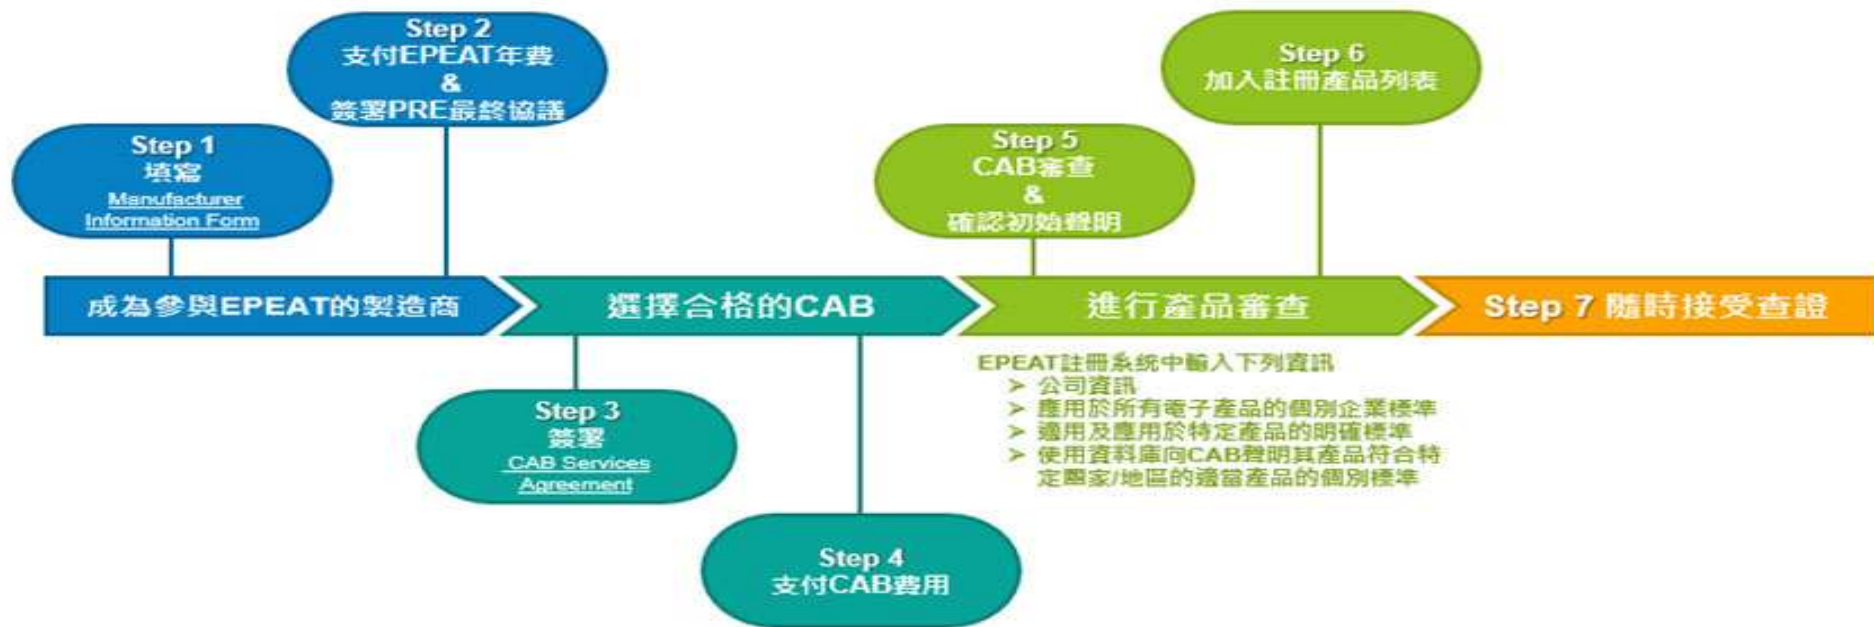 Step 1
填寫
Manufacturer
Information Form
Step 2
支付EPEAT年費
&
簽署PRE最終協議
成為參與EPEAT的製造商
選擇合格的CAB
Step 3
簽署
CAB Services
Agreement
Step 4
支付CAB費用
Step 5
CAB審查
&
確認初始聲明
Step 6
加入註冊產品列表
進行產品審查
EPEAT註冊系統中輸入下列資訊
➢ 公司資訊
➢ 應用於所有電子產品的個別企業標準
➢ 適用及應用於特定產品的明確標準
➢ 使用資料庫向CAB聲明其產品符合特
定國家/地區的適當產品的個別標準
Step 7 隨時接受查證